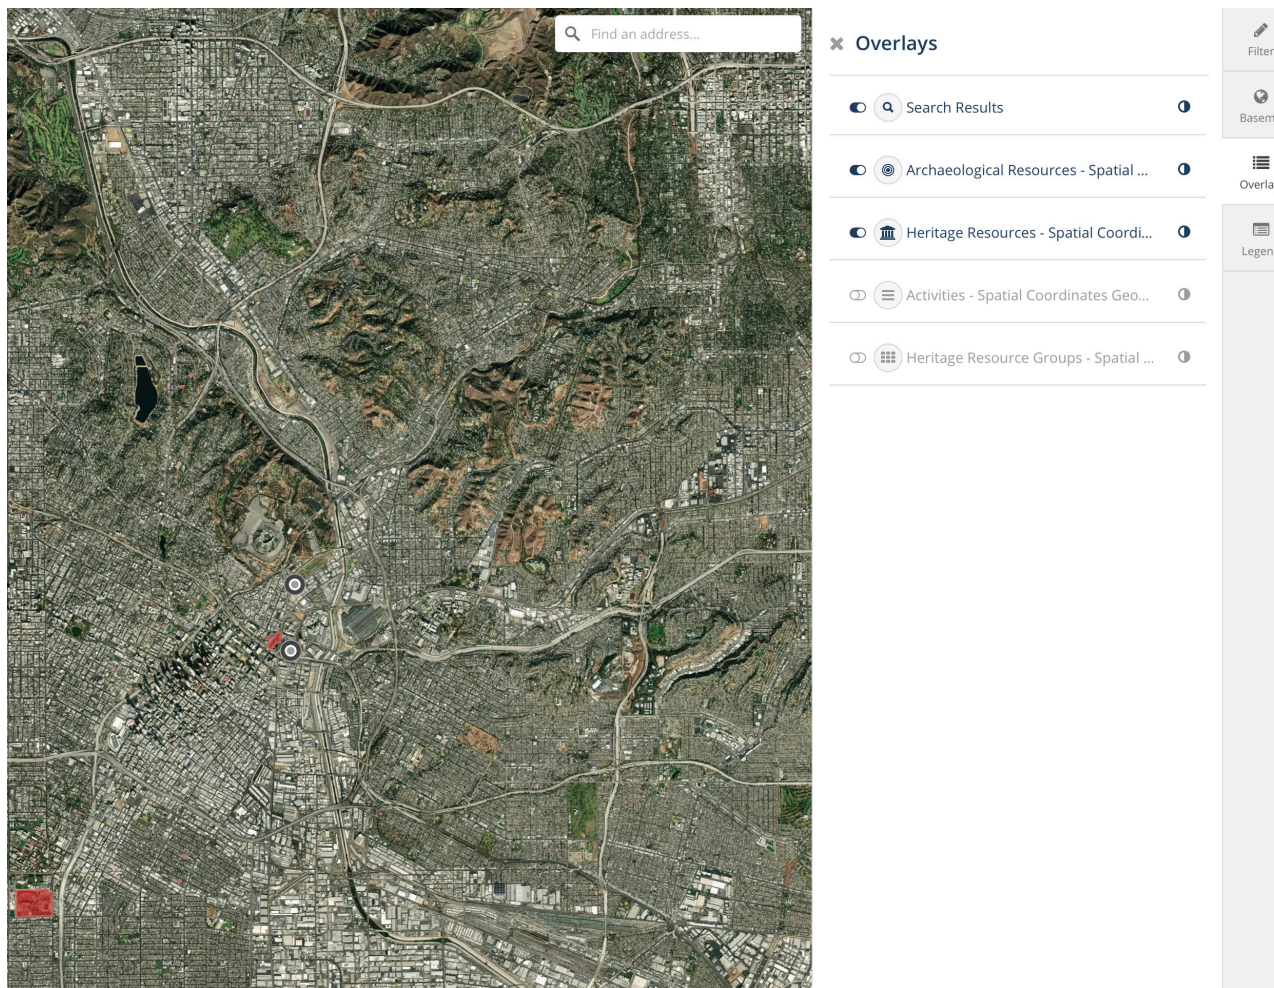 Find an address...
Overlays
Search Results
Archaeological Resources - Spatial ...
Heritage Resources - Spatial Coordi...
Activities - Spatial Coordinates Geo...
Heritage Resource Groups - Spatial ...
Filter
Basem
Overla
Legen